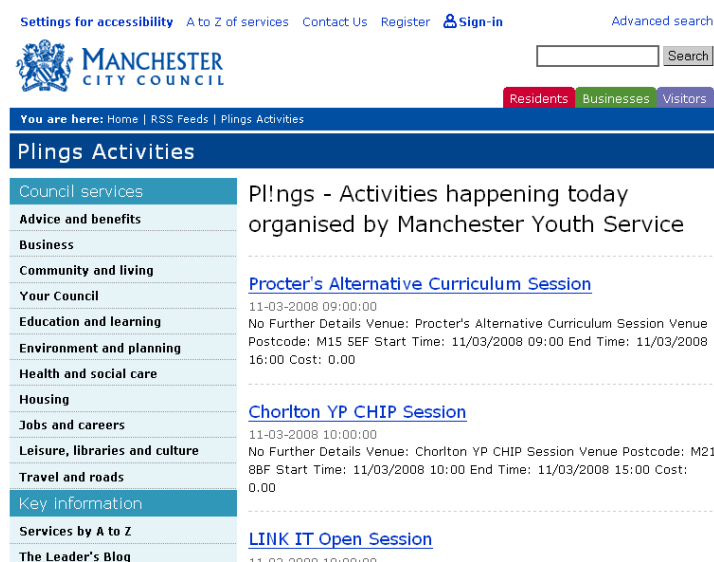 Settings for accessibility A to Z of services Contact Us Register Sign-in Advanced search
MANCHESTER
CITY COUNCIL
Search
Residents Businesses Visitors
You are here: Home | RSS Feeds | Plings Activities
Plings Activities
Council services
Advice and benefits
Business
Community and living
Your Council
Education and learning
Environment and planning
Health and social care
Housing
Jobs and careers
Leisure, libraries and culture
Travel and roads
Key information
Services by A to Z
The Leader's Blog
Pl!ngs - Activities happening today
organised by Manchester Youth Service
Procter's Alternative Curriculum Session
11-03-2008 09:00:00
No Further Details Venue: Procter's Alternative Curriculum Session Venue
Postcode: M15 5EF Start Time: 11/03/2008 09:00 End Time: 11/03/2008
16:00 Cost: 0.00
Chorlton YP CHIP Session
11-03-2008 10:00:00
No Further Details Venue: Chorlton YP CHIP Session Venue Postcode: M21
8BF Start Time: 11/03/2008 10:00 End Time: 11/03/2008 15:00 Cost:
0.00
LINK IT Open Session
11-03-2008 10:00:00